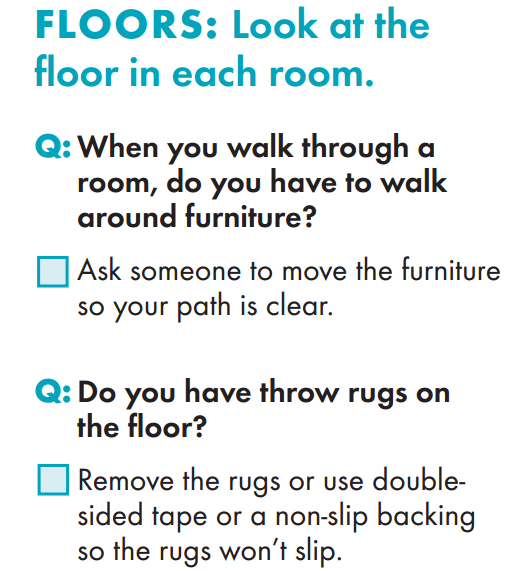 FLOORS: Look at the
floor in each room.
Q: When you walk through a
room, do you have to walk
around furniture?
Ask someone to move the furniture
so your path is clear.
Q: Do you have throw rugs on
the floor?
Remove the rugs or use double-
sided tape or a non-slip backing
so the rugs won’t slip.